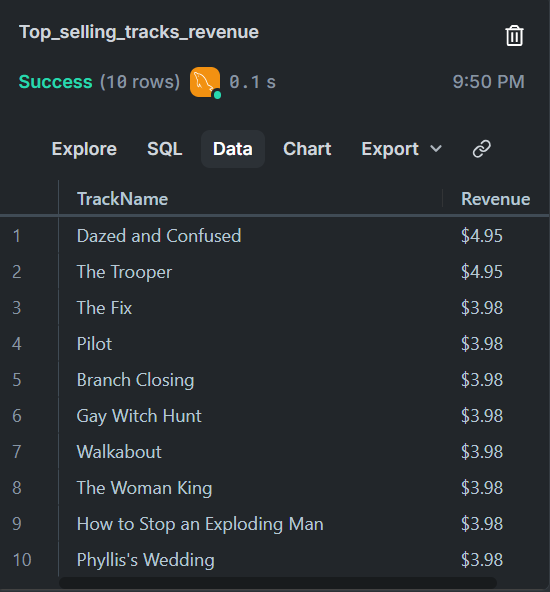 Top_selling_tracks_revenue
Success (10 rows) 0.1 s 9:50 PM
Explore SQL Data Chart Export
TrackName Revenue
1 Dazed and Confused $4.95
2 The Trooper $4.95
3 The Fix $3.98
4 Pilot $3.98
5 Branch Closing $3.98
6 Gay Witch Hunt $3.98
7 Walkabout $3.98
8 The Woman King $3.98
9 How to Stop an Exploding Man $3.98
10 Phyllis's Wedding $3.98